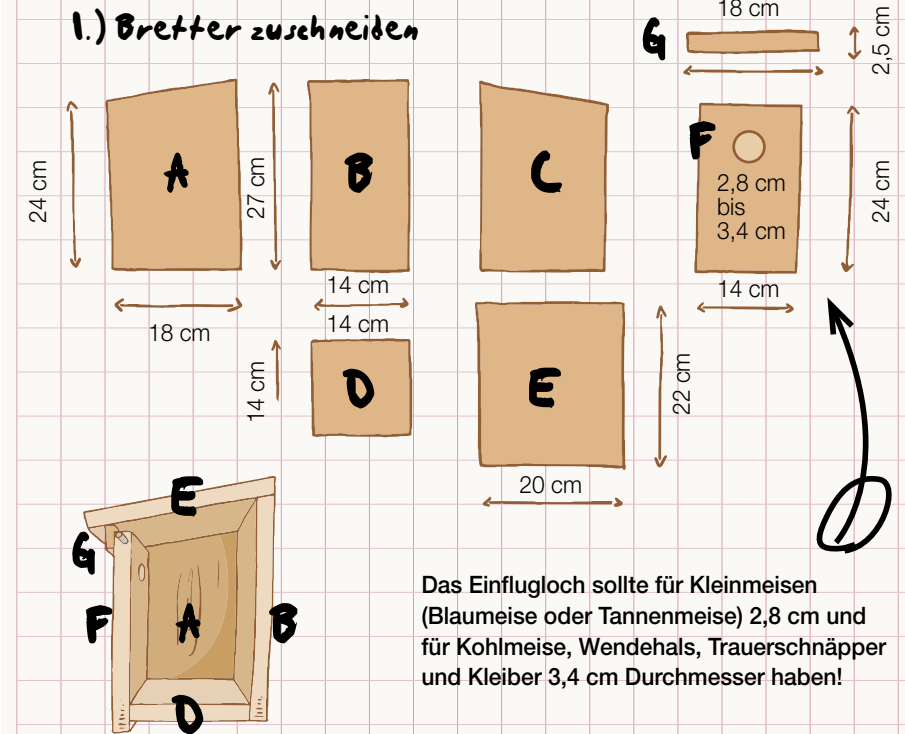 1.) Bretter zuschneiden
18 cm
G
2,5 cm
24 cm
A
18 cm
27 cm
B
14 cm
C
F
2,8 cm
bis
3,4 cm
24 cm
14 cm
14 cm
14 cm
D
E
22 cm
20 cm
E
G
F
A
B
D
Das Einflugloch sollte für Kleinmeisen
(Blaumeise oder Tannenmeise) 2,8 cm und
für Kohlmeise, Wendehals, Trauerschnäpper
und Kleiber 3,4 cm Durchmesser haben!